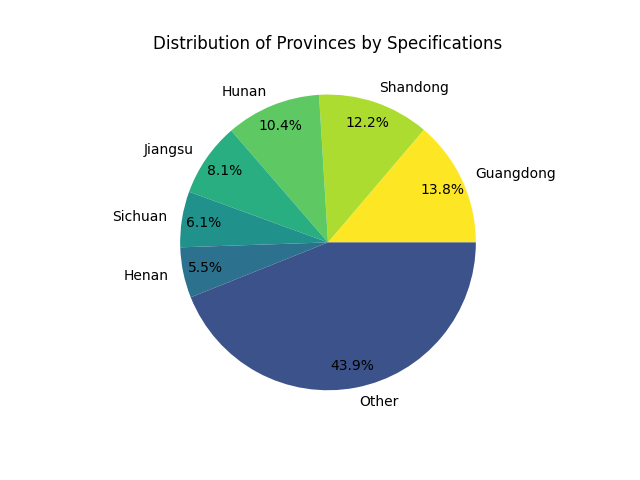 Distribution of Provinces by Specifications
Shandong
Hunan
12.2%
10.4%
Jiangsu
8.1%
Guangdong
13.8%
Sichuan
6.1%
Henan
5.5%
43.9%
Other